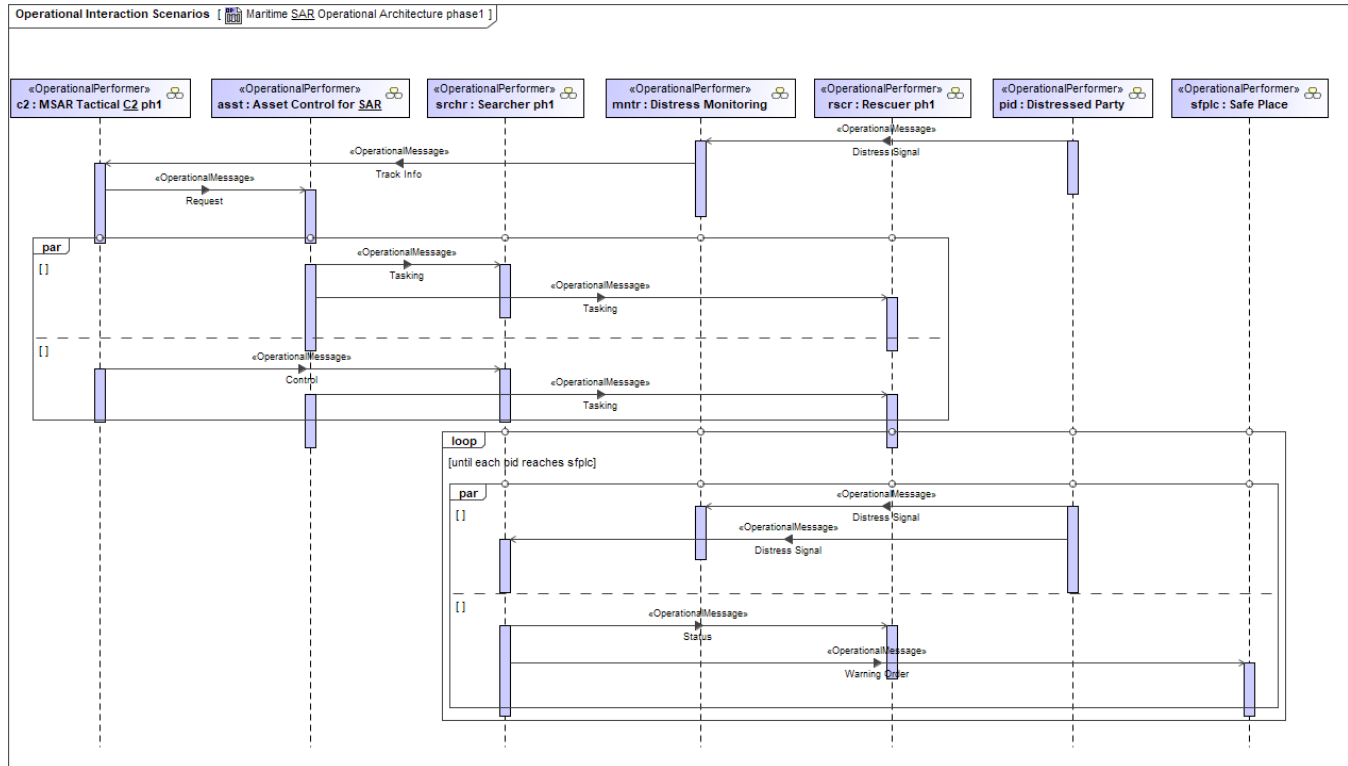 Operational Interaction Scenarios [ Maritime SAR Operational Architecture phase1 ]
«OperationalPerformer»
c2 : MSAR Tactical C2 ph1
«OperationalPerformer»
asst : Asset Control for SAR
«OperationalPerformer»
srchr : Searcher ph1
«OperationalPerformer»
mntr : Distress Monitoring
«OperationalPerformer»
rscr : Rescuer ph1
«OperationalPerformer»
pid : Distressed Party
«OperationalPerformer»
sfplc : Safe Place
«OperationalMessage»
Distress Signal
«OperationalMessage»
Track Info
«OperationalMessage»
Request
par
[ ]
«OperationalMessage»
Tasking
«OperationalMessage»
Tasking
[ ]
«OperationalMessage»
Control
«OperationalMessage»
Tasking
loop
[until each pid reaches sfplc]
par
[ ]
«OperationalMessage»
Distress Signal
«OperationalMessage»
Distress Signal
[ ]
«OperationalMessage»
Status
«OperationalMessage»
Warning Order